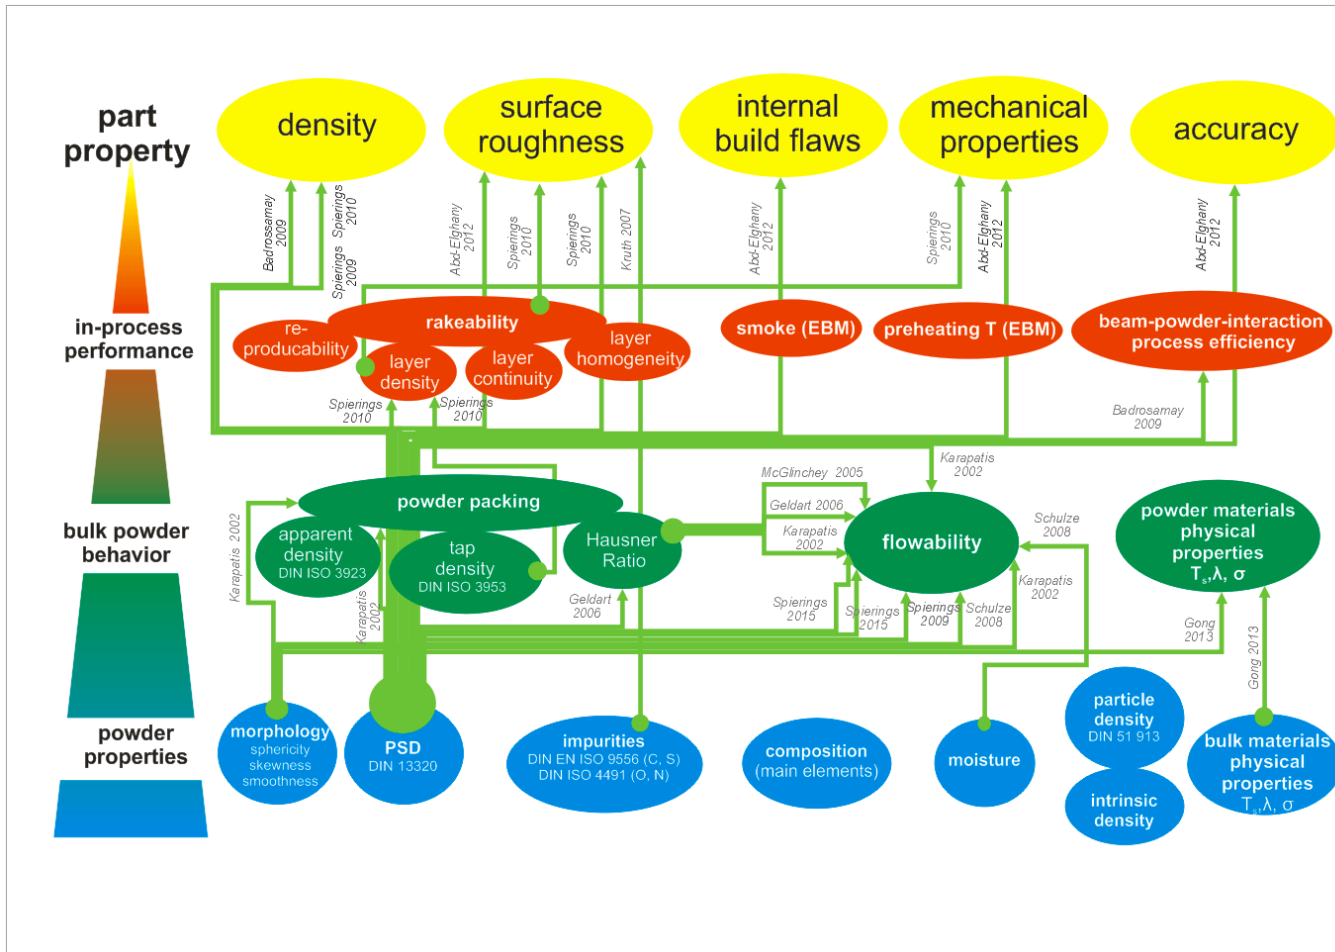 part
property
density
surface
roughness
internal
build flaws
mechanical
properties
accuracy
Badrossamay
2009
Spierings
2010
Spierings
2009
Abd-Elghany
2012
Spierings
2010
Spierings
2010
Kruth 2007
Abd-Elghany
2012
Spierings
2010
Abd-Elghany
2012
Abd-Elghany
2012
in-process
performance
re-
producability
rakeability
layer
density
layer
continuity
layer
homogeneity
smoke (EBM)
preheating T (EBM)
beam-powder-interaction
process efficiency
Spierings
2010
Spierings
2010
Badrosamay
2009
bulk powder
behavior
Karapatis 2002
powder packing
apparent
density
DIN ISO 3923
tap
density
DIN ISO 3953
Hausner
Ratio
Karapatis
2002
Geldart
2006
McGlinchey 2005
Geldart 2006
Karapatis
2002
Karapatis
2002
flowability
Schulze
2008
Karapatis
2002
Spierings
2015
Spierings
2015
Spierings
2009
Schulze
2008
powder materials
physical
properties
Ts,λ, σ
Gong
2013
Gong 2013
powder
properties
morphology
sphericity
skewness
smoothness
PSD
DIN 13320
impurities
DIN EN ISO 9556 (C, S)
DIN ISO 4491 (O, N)
composition
(main elements)
moisture
particle
density
DIN 51 913
intrinsic
density
bulk materials
physical
properties
Ts,λ, σ